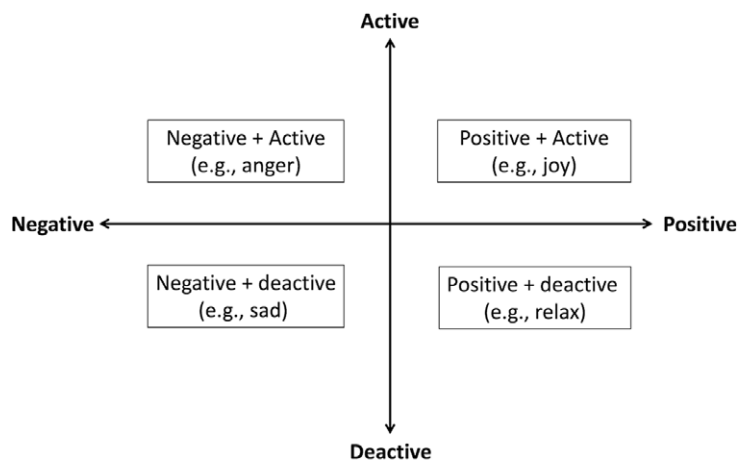 Active
Negative + Active
(e.g., anger)
Positive + Active
(e.g., joy)
Negative
Positive
Negative + deactive
(e.g., sad)
Positive + deactive
(e.g., relax)
Deactive